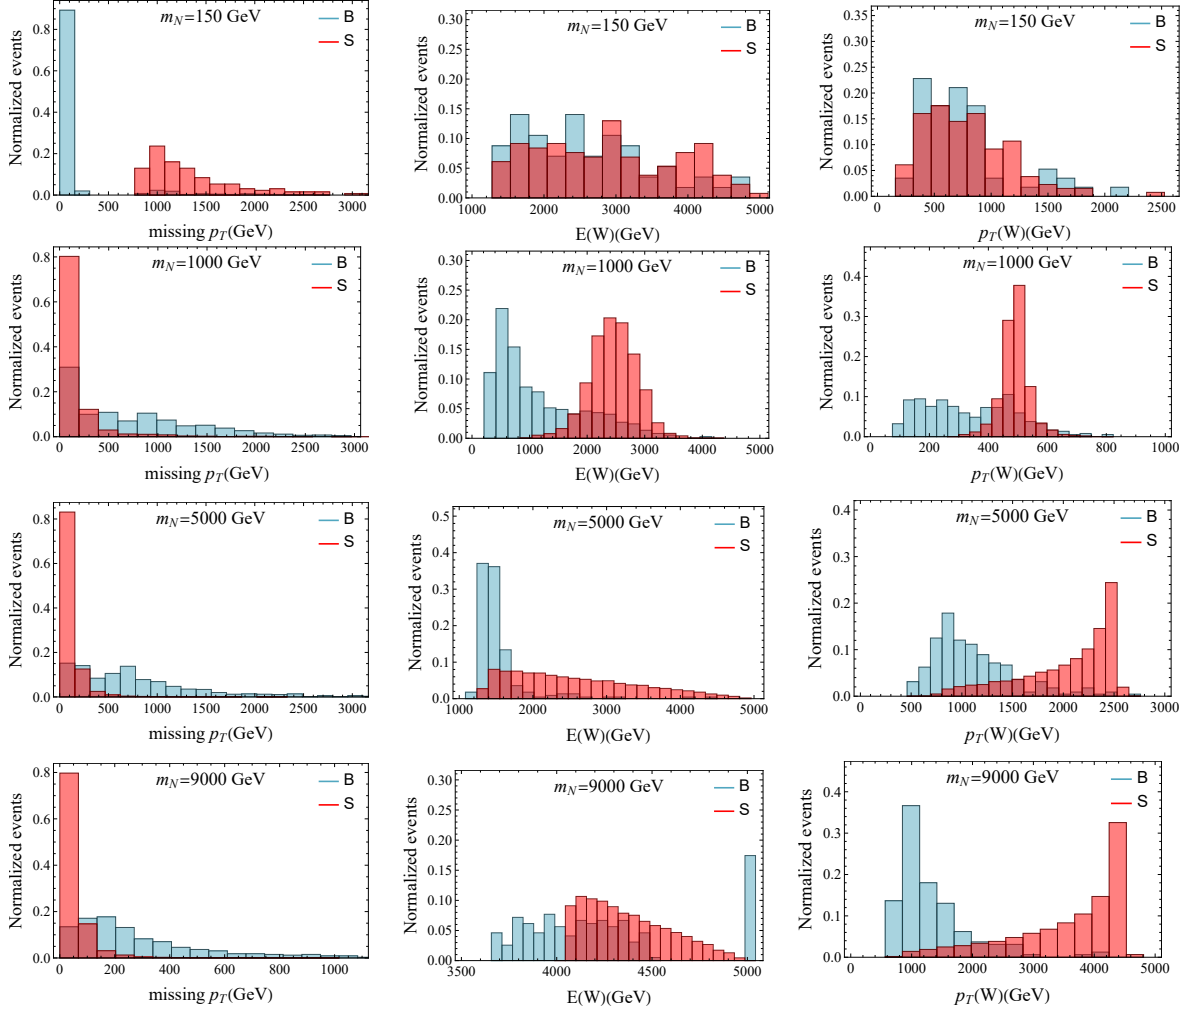 m_N=150 GeV
B
S
0.8
0.6
0.4
0.2
0.0
Normalized events
0 500 1000 1500 2000 2500 3000
missing p_T(GeV)
m_N=150 GeV
B
S
0.30
0.25
0.20
0.15
0.10
0.05
0.00
Normalized events
1000 2000 3000 4000 5000
E(W)(GeV)
m_N=150 GeV
B
S
0.35
0.30
0.25
0.20
0.15
0.10
0.05
0.00
Normalized events
0 500 1000 1500 2000 2500
p_T(W)(GeV)
m_N=1000 GeV
B
S
0.8
0.6
0.4
0.2
0.0
Normalized events
0 500 1000 1500 2000 2500 3000
missing p_T(GeV)
m_N=1000 GeV
B
S
0.30
0.25
0.20
0.15
0.10
0.05
0.00
Normalized events
0 1000 2000 3000 4000 5000
E(W)(GeV)
m_N=1000 GeV
B
S
0.4
0.3
0.2
0.1
0.0
Normalized events
0 200 400 600 800 1000
p_T(W)(GeV)
m_N=5000 GeV
B
S
0.8
0.6
0.4
0.2
0.0
Normalized events
0 500 1000 1500 2000 2500 3000
missing p_T(GeV)
m_N=5000 GeV
B
S
0.5
0.4
0.3
0.2
0.1
0.0
Normalized events
1000 2000 3000 4000 5000
E(W)(GeV)
m_N=5000 GeV
B
S
0.4
0.3
0.2
0.1
0.0
Normalized events
0 500 1000 1500 2000 2500 3000
p_T(W)(GeV)
m_N=9000 GeV
B
S
0.8
0.6
0.4
0.2
0.0
Normalized events
0 200 400 600 800 1000
missing p_T(GeV)
m_N=9000 GeV
B
S
0.30
0.25
0.20
0.15
0.10
0.05
0.00
Normalized events
3500 4000 4500 5000
E(W)(GeV)
m_N=9000 GeV
B
S
0.4
0.3
0.2
0.1
0.0
Normalized events
0 1000 2000 3000 4000 5000
p_T(W)(GeV)